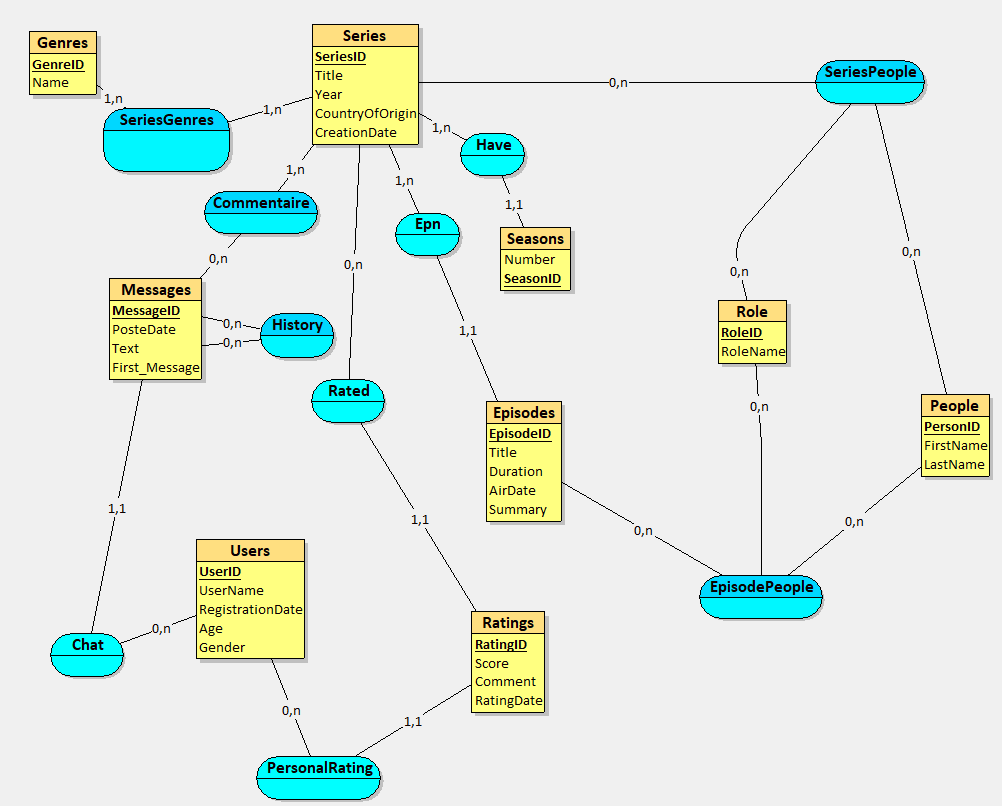 Genres
GenreID
Name
1,n
SeriesGenres
1,n
Series
SeriesID
Title
Year
CountryOfOrigin
CreationDate
0,n
SeriesPeople
1,n
Have
1,1
Seasons
Number
SeasonID
1,n
Commentaire
0,n
1,n
Epn
1,1
0,n
Messages
MessageID
PosteDate
Text
First_Message
0,n
0,n
History
Rated
1,1
0,n
Role
RoleID
RoleName
0,n
0,n
People
PersonID
FirstName
LastName
0,n
Episodes
EpisodeID
Title
Duration
AirDate
Summary
0,n
EpisodePeople
1,1
Chat
0,n
Users
UserID
UserName
RegistrationDate
Age
Gender
0,n
Ratings
RatingID
Score
Comment
RatingDate
1,1
PersonalRating